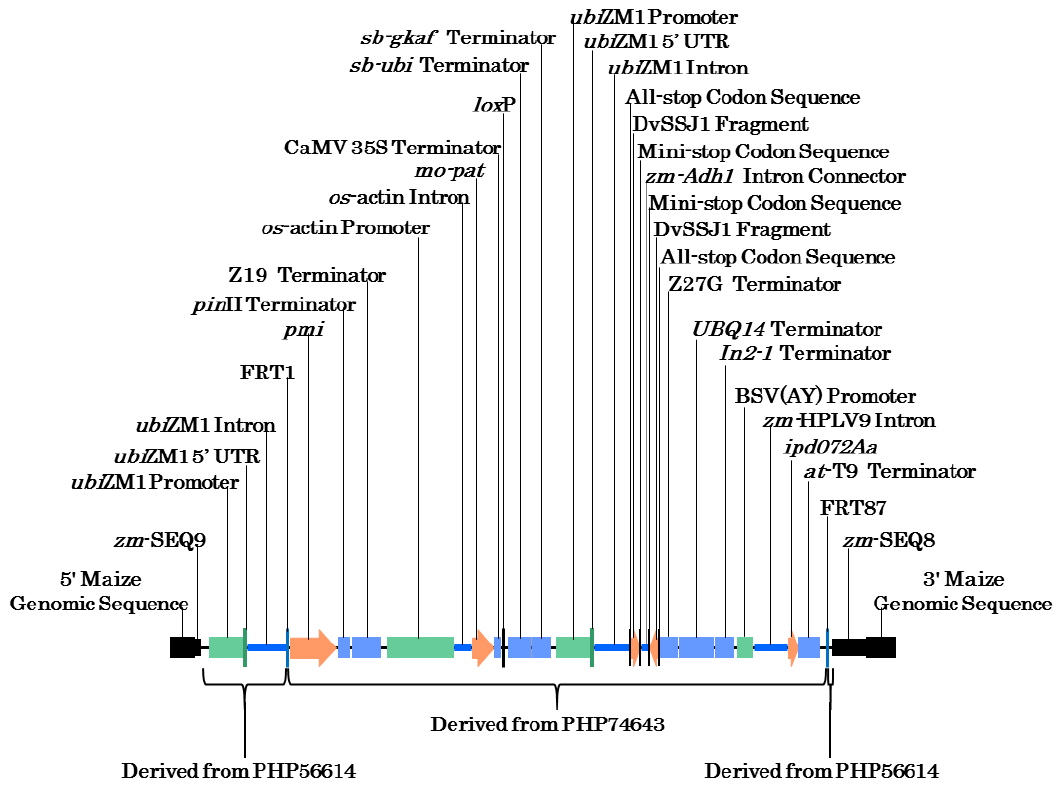 ubiZM1 Promoter
sb-gkaf Terminator
ubiZM1 5' UTR
sb-ubi Terminator
ubiZM1 Intron
loxP
All-stop Codon Sequence
DvSSJ1 Fragment
CaMV 35S Terminator
Mini-stop Codon Sequence
mo-pat
zm-Adh1 Intron Connector
os-actin Intron
Mini-stop Codon Sequence
os-actin Promoter
DvSSJ1 Fragment
All-stop Codon Sequence
Z19 Terminator
Z27G Terminator
pinII Terminator
pmi
UBQ14 Terminator
In2-1 Terminator
FRT1
BSV(AY) Promoter
ubiZM1 Intron
zm-HPLV9 Intron
ubiZM1 5' UTR
ipd072Aa
ubiZM1 Promoter
at-T9 Terminator
FRT87
zm-SEQ9
zm-SEQ8
5' Maize
Genomic Sequence
3' Maize
Genomic Sequence
Derived from PHP74643
Derived from PHP56614
Derived from PHP56614